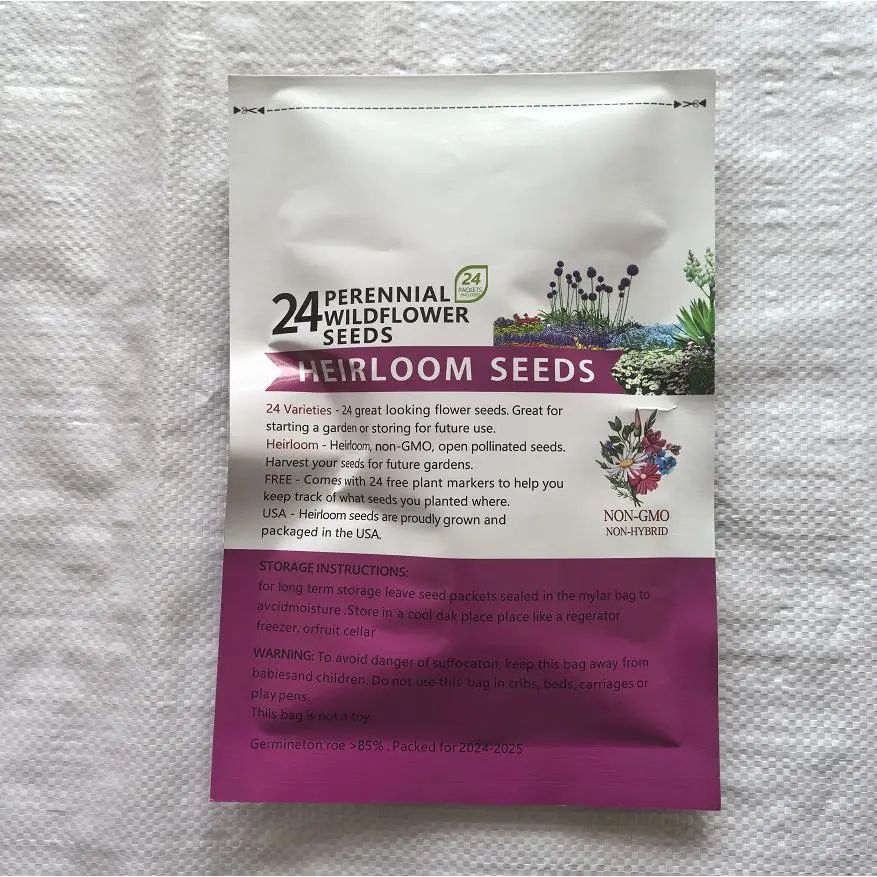 24 PERENNIAL
WILDFLOWER
SEEDS
24
PACKETS
HEIRLOOM SEEDS
24 Varieties - 24 great looking flower seeds. Great for
starting a garden or storing for future use.
Heirloom - Heirloom, non-GMO, open pollinated seeds.
Harvest your seeds for future gardens.
FREE - Comes with 24 free plant markers to help you
keep track of what seeds you planted where.
USA - Heirloom seeds are proudly grown and
packaged in the USA.
NON-GMO
NON-HYBRID
STORAGE INSTRUCTIONS:
for long term storage leave seed packets sealed in the mylar bag to
avcidmoisture .Store in a cool dak place place like a regerator
freezer, orfruit cellar
WARNING: To avoid danger of suffocaton, keep this bag away from
babiesand children. Do not use this bag in cribs, beds, carriages or
play pens.
Thils bag is not a toy
Germineton roe >85% . Packed for 2024-2025